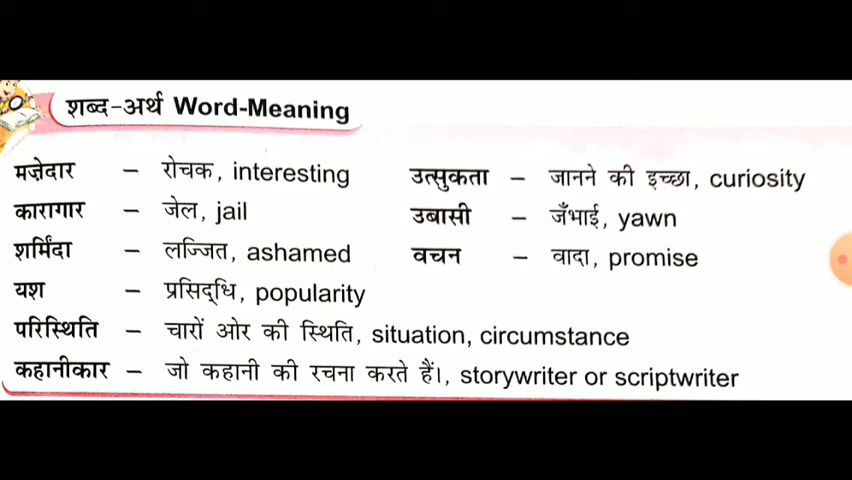 शब्द-अर्थ Word-Meaning
मज़ेदार – रोचक, interesting
उत्सुकता – जानने की इच्छा, curiosity
कारागार – जेल, jail
उबासी – जँभाई, yawn
शर्मिंदा – लज्जित, ashamed
वचन – वादा, promise
यश – प्रसिद्धि, popularity
परिस्थिति – चारों ओर की स्थिति, situation, circumstance
कहानीकार – जो कहानी की रचना करते हैं।, storywriter or scriptwriter